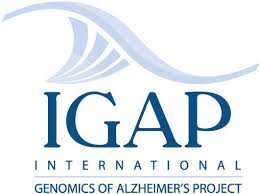 IGAP
INTERNATIONAL
GENOMICS OF ALZHEIMER'S PROJECT